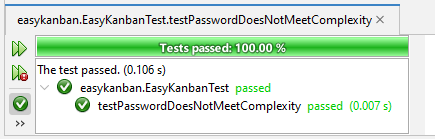 easykanban.EasyKanbanTest.testPasswordDoesNotMeetComplexity ×
Tests passed: 100.00 %
The test passed. (0.106 s)
easykanban.EasyKanbanTest passed
testPasswordDoesNotMeetComplexity passed (0.007 s)
>>